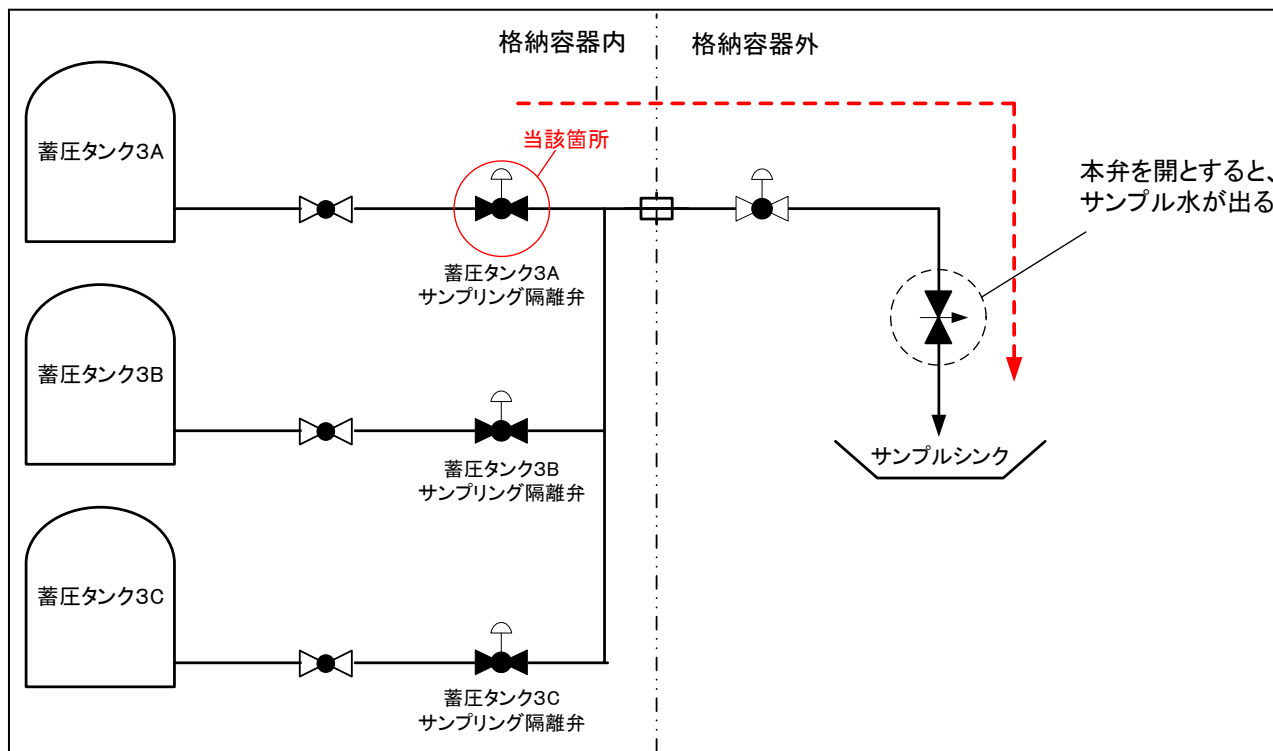 格納容器内
格納容器外
当該箇所
蓄圧タンク3A
本弁を開とすると、
サンプル水が出る
蓄圧タンク3A
サンプリング隔離弁
蓄圧タンク3B
サンプルシンク
蓄圧タンク3B
サンプリング隔離弁
蓄圧タンク3C
蓄圧タンク3C
サンプリング隔離弁